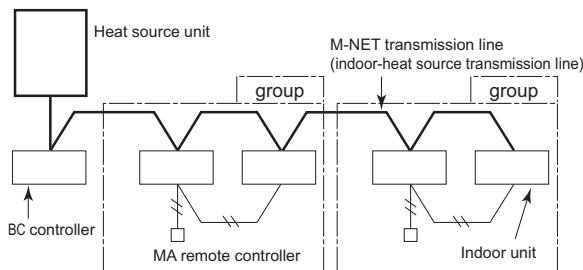 Heat source unit
M-NET transmission line
(indoor-heat source transmission line)
group
group
BC controller
MA remote controller
Indoor unit